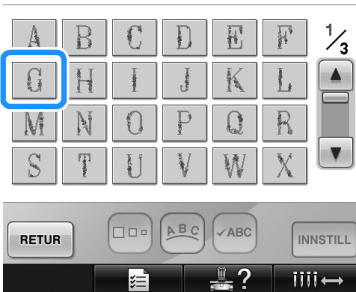 A B C D E F 1/3
G H I J K L
M N O P Q R
S T U V W X
RETUR ABC ✓ABC INNSTILL
?